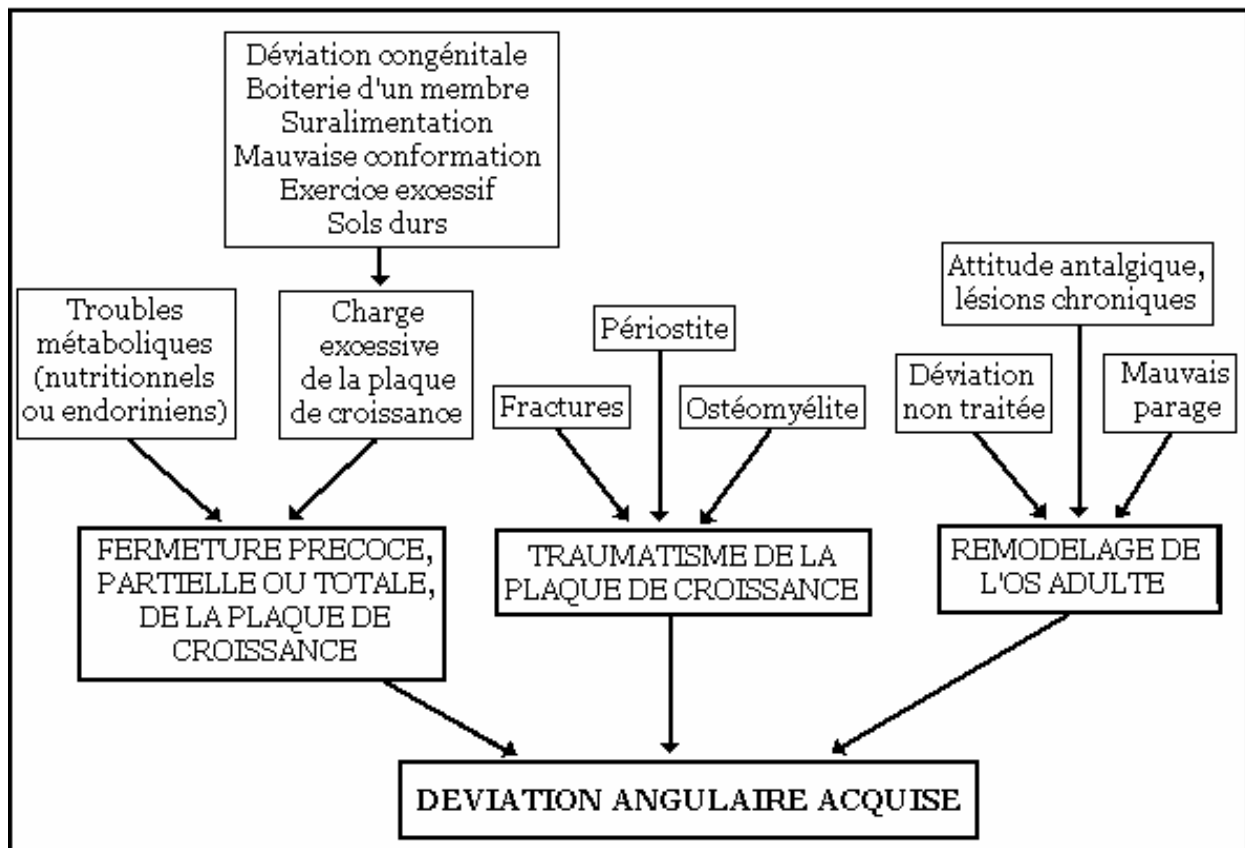 Déviation congénitale
Boiterie d'un membre
Suralimentation
Mauvaise conformation
Exercice excessif
Sols durs
Troubles
métaboliques
(nutritionnels
ou endoriniens)
Charge
excessive
de la plaque
de croissance
Périostite
Fractures
Ostéomyélite
Attitude antalgique,
lésions chroniques
Déviation
non traitée
Mauvais
parage
FERMETURE PRECOCE,
PARTIELLE OU TOTALE,
DE LA PLAQUE DE
CROISSANCE
TRAUMATISME DE LA
PLAQUE DE CROISSANCE
REMODELAGE DE
L'OS ADULTE
DEVIATION ANGULAIRE ACQUISE